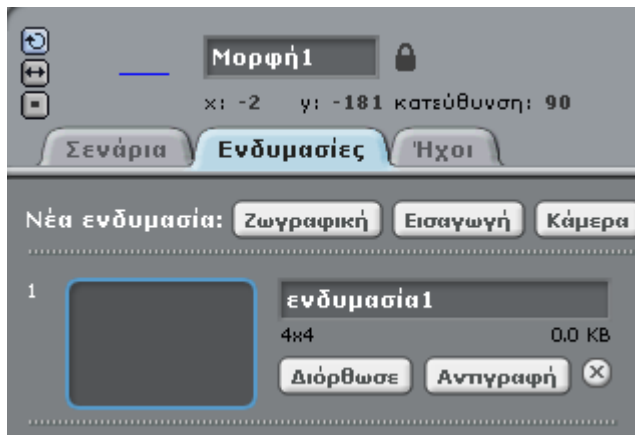 Μορφή1
x: -2 y: -181 κατεύθυνση: 90
Σενάρια Ενδυμασίες Ήχοι
Νέα ενδυμασία: Ζωγραφική Εισαγωγή Κάμερα
1
ενδυμασία1
4x4 0.0 KB
Διόρθωσε Αντιγραφή